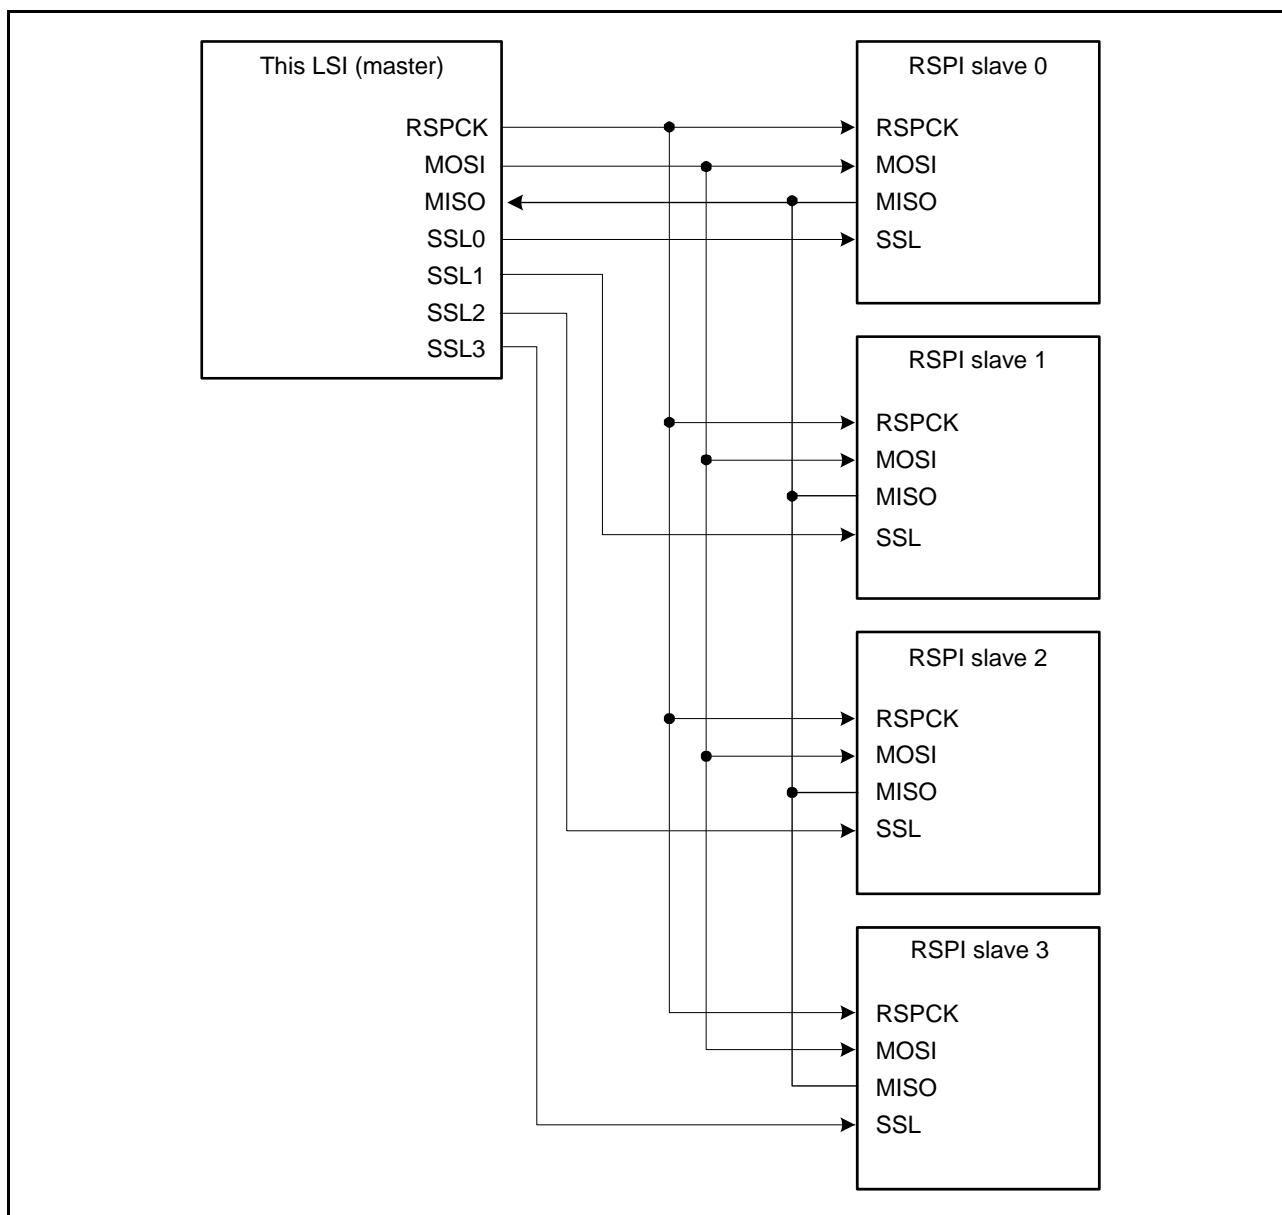 This LSI (master)
RSPCK
MOSI
MISO
SSL0
SSL1
SSL2
SSL3
RSPI slave 0
RSPCK
MOSI
MISO
SSL
RSPI slave 1
RSPCK
MOSI
MISO
SSL
RSPI slave 2
RSPCK
MOSI
MISO
SSL
RSPI slave 3
RSPCK
MOSI
MISO
SSL